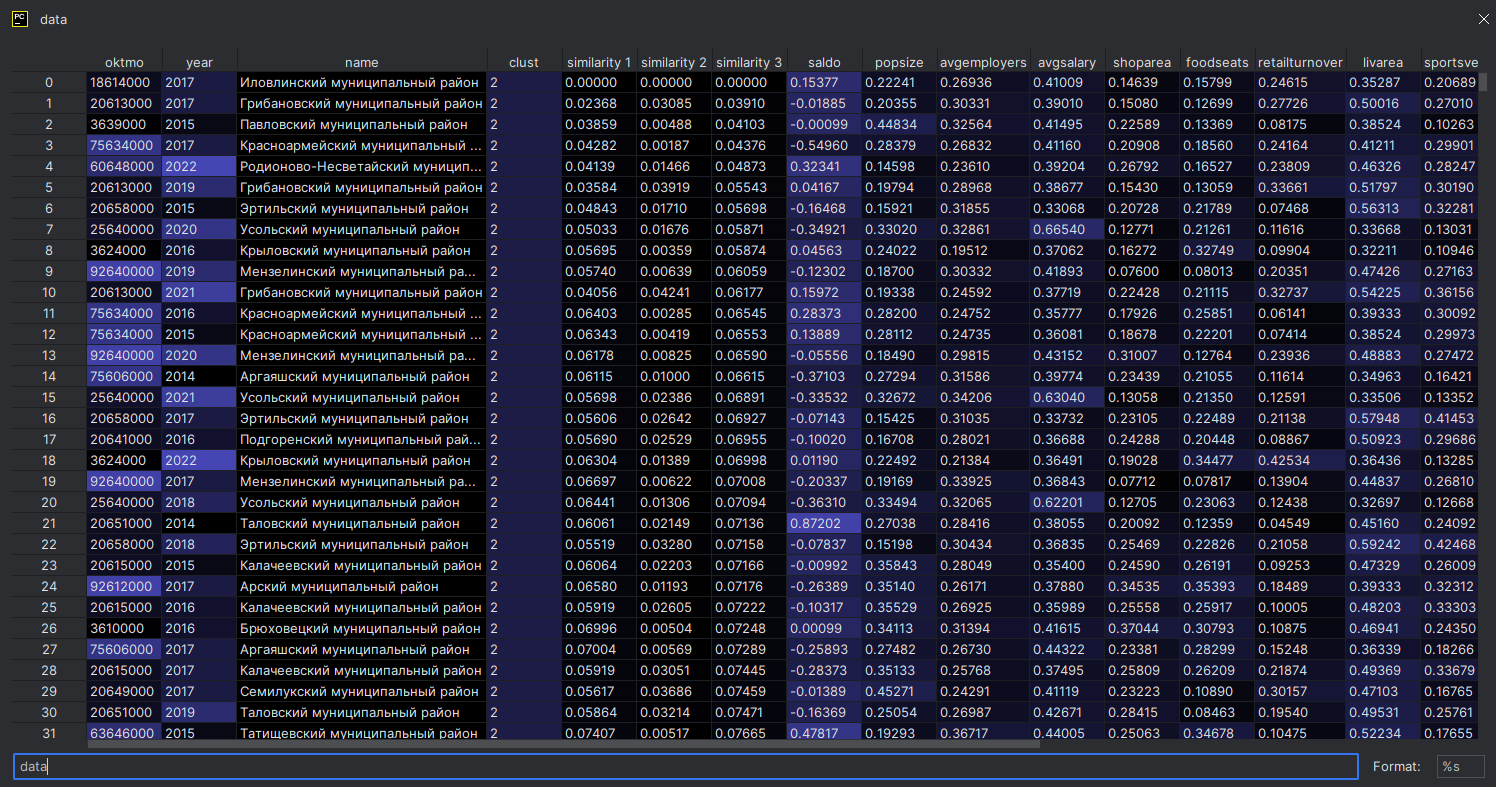 PC data
oktmo year name clust similarity 1 similarity 2 similarity 3 saldo popsize avgemployers avgsalary shoparea foodseats retailturnover livarea sportsve
0 18614000 2017 Иловлинский муниципальный район 2 0.00000 0.00000 0.00000 0.15377 0.22241 0.26936 0.41009 0.14639 0.15799 0.24615 0.35287 0.20689
1 20613000 2017 Грибановский муниципальный район 2 0.02368 0.03085 0.03910 -0.01885 0.20355 0.30331 0.39010 0.15080 0.12699 0.27726 0.50016 0.27010
2 3639000 2015 Павловский муниципальный район 2 0.03859 0.00488 0.04103 -0.00099 0.44834 0.32564 0.41495 0.22589 0.13369 0.08175 0.38524 0.10263
3 75634000 2017 Красноармейский муниципальный ... 2 0.04282 0.00187 0.04376 -0.54960 0.28379 0.26832 0.41160 0.20908 0.18560 0.24164 0.41211 0.29901
4 60648000 2022 Родионово-Несветайский муницип... 2 0.04139 0.01466 0.04873 0.32341 0.14598 0.23610 0.39204 0.26792 0.16527 0.23809 0.46326 0.28247
5 20613000 2019 Грибановский муниципальный район 2 0.03584 0.03919 0.05543 0.04167 0.19794 0.28968 0.38677 0.15430 0.13059 0.33661 0.51797 0.30190
6 20658000 2015 Эртильский муниципальный район 2 0.04843 0.01710 0.05698 -0.16468 0.15921 0.31855 0.33068 0.20728 0.21789 0.07468 0.56313 0.32281
7 25640000 2020 Усольский муниципальный район 2 0.05033 0.01676 0.05871 -0.34921 0.33020 0.32861 0.66540 0.12771 0.21261 0.11616 0.33668 0.13031
8 3624000 2016 Крыловский муниципальный район 2 0.05695 0.00359 0.05874 0.04563 0.24022 0.19512 0.37062 0.16272 0.32749 0.09904 0.32211 0.10946
9 92640000 2019 Мензелинский муниципальный ра... 2 0.05740 0.00639 0.06059 -0.12302 0.18700 0.30332 0.41893 0.07600 0.08013 0.20351 0.47426 0.27163
10 20613000 2021 Грибановский муниципальный район 2 0.04056 0.04241 0.06177 0.15972 0.19338 0.24592 0.37719 0.22428 0.21115 0.32737 0.54225 0.36156
11 75634000 2016 Красноармейский муниципальный ... 2 0.06403 0.00285 0.06545 0.28373 0.28200 0.24752 0.35777 0.17926 0.25851 0.06141 0.39333 0.30092
12 75634000 2015 Красноармейский муниципальный ... 2 0.06343 0.00419 0.06553 0.13889 0.28112 0.24735 0.36081 0.18678 0.22201 0.07414 0.38524 0.29973
13 92640000 2020 Мензелинский муниципальный ра... 2 0.06178 0.00825 0.06590 -0.05556 0.18490 0.29815 0.43152 0.31007 0.12764 0.23936 0.48883 0.27472
14 75606000 2014 Аргаяшский муниципальный район 2 0.06115 0.01000 0.06615 -0.37103 0.27294 0.31586 0.39774 0.23439 0.21055 0.11614 0.34963 0.16421
15 25640000 2021 Усольский муниципальный район 2 0.05698 0.02386 0.06891 -0.33532 0.32672 0.34206 0.63040 0.13058 0.21350 0.12591 0.33506 0.13352
16 20658000 2017 Эртильский муниципальный район 2 0.05606 0.02642 0.06927 -0.07143 0.15425 0.31035 0.33732 0.23105 0.22489 0.21138 0.57948 0.41453
17 20641000 2016 Подгоренский муниципальный рай... 2 0.05690 0.02529 0.06955 -0.10020 0.16708 0.28021 0.36688 0.24288 0.20448 0.08867 0.50923 0.29686
18 3624000 2022 Крыловский муниципальный район 2 0.06304 0.01389 0.06998 0.01190 0.22492 0.21384 0.36491 0.19028 0.34477 0.42534 0.36436 0.13285
19 92640000 2017 Мензелинский муниципальный ра... 2 0.06697 0.00622 0.07008 -0.20337 0.19169 0.33925 0.36843 0.07712 0.07817 0.13904 0.44837 0.26810
20 25640000 2018 Усольский муниципальный район 2 0.06441 0.01306 0.07094 -0.36310 0.33494 0.32065 0.62201 0.12705 0.23063 0.12438 0.32697 0.12668
21 20651000 2014 Таловский муниципальный район 2 0.06061 0.02149 0.07136 0.87202 0.27038 0.28416 0.38055 0.20092 0.12359 0.04549 0.45160 0.24092
22 20658000 2018 Эртильский муниципальный район 2 0.05519 0.03280 0.07158 -0.07837 0.15198 0.30434 0.36835 0.25469 0.22826 0.21058 0.59242 0.42468
23 20615000 2015 Калачеевский муниципальный район 2 0.06064 0.02203 0.07166 -0.00992 0.35843 0.28049 0.35400 0.24590 0.26191 0.09253 0.47329 0.26009
24 92612000 2017 Арский муниципальный район 2 0.06580 0.01193 0.07176 -0.26389 0.35140 0.26171 0.37880 0.34535 0.35393 0.18489 0.39333 0.32312
25 20615000 2016 Калачеевский муниципальный район 2 0.05919 0.02605 0.07222 -0.10317 0.35529 0.26925 0.35989 0.25558 0.25917 0.10005 0.48203 0.33303
26 3610000 2016 Брюховецкий муниципальный район 2 0.06996 0.00504 0.07248 0.00099 0.34113 0.31394 0.41615 0.37044 0.30793 0.10875 0.46941 0.24350
27 75606000 2017 Аргаяшский муниципальный район 2 0.07004 0.00569 0.07289 -0.25893 0.27482 0.26730 0.44322 0.23381 0.28299 0.15248 0.36339 0.18266
28 20615000 2017 Калачеевский муниципальный район 2 0.05919 0.03051 0.07445 -0.28373 0.35133 0.25768 0.37495 0.25809 0.26209 0.21874 0.49369 0.33679
29 20649000 2017 Семилукский муниципальный район 2 0.05617 0.03686 0.07459 -0.01389 0.45271 0.24291 0.41119 0.23223 0.10890 0.30157 0.47103 0.16765
30 20651000 2019 Таловский муниципальный район 2 0.05864 0.03214 0.07471 -0.16369 0.25054 0.26987 0.42671 0.28415 0.08463 0.19540 0.49531 0.25761
31 63646000 2015 Татищевский муниципальный район 2 0.07407 0.00517 0.07665 0.47817 0.19293 0.36717 0.44005 0.25063 0.34678 0.10475 0.52234 0.17655
data Format: %s